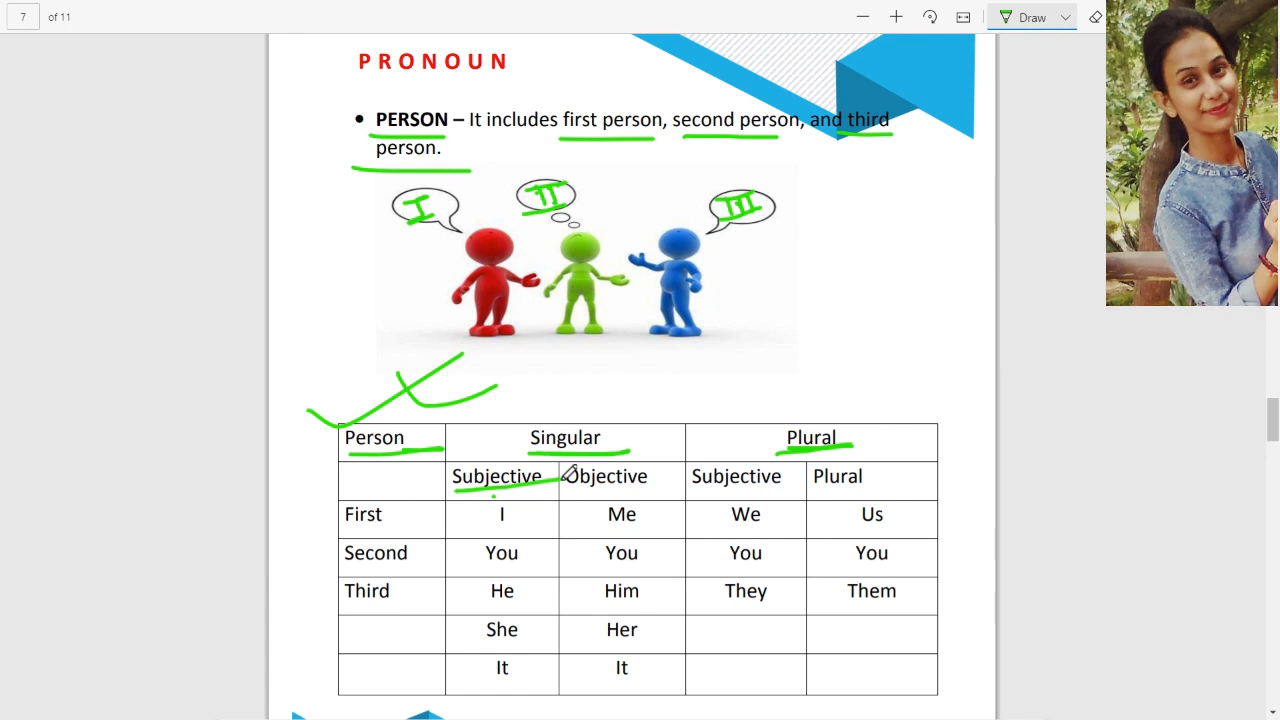 7 of 11
Draw
PRONOUN
• PERSON – It includes first person, second person, and third
person.
I II III
Person Singular Plural
Subjective Objective Subjective Plural
First I Me We Us
Second You You You You
Third He Him They Them
She Her
It It